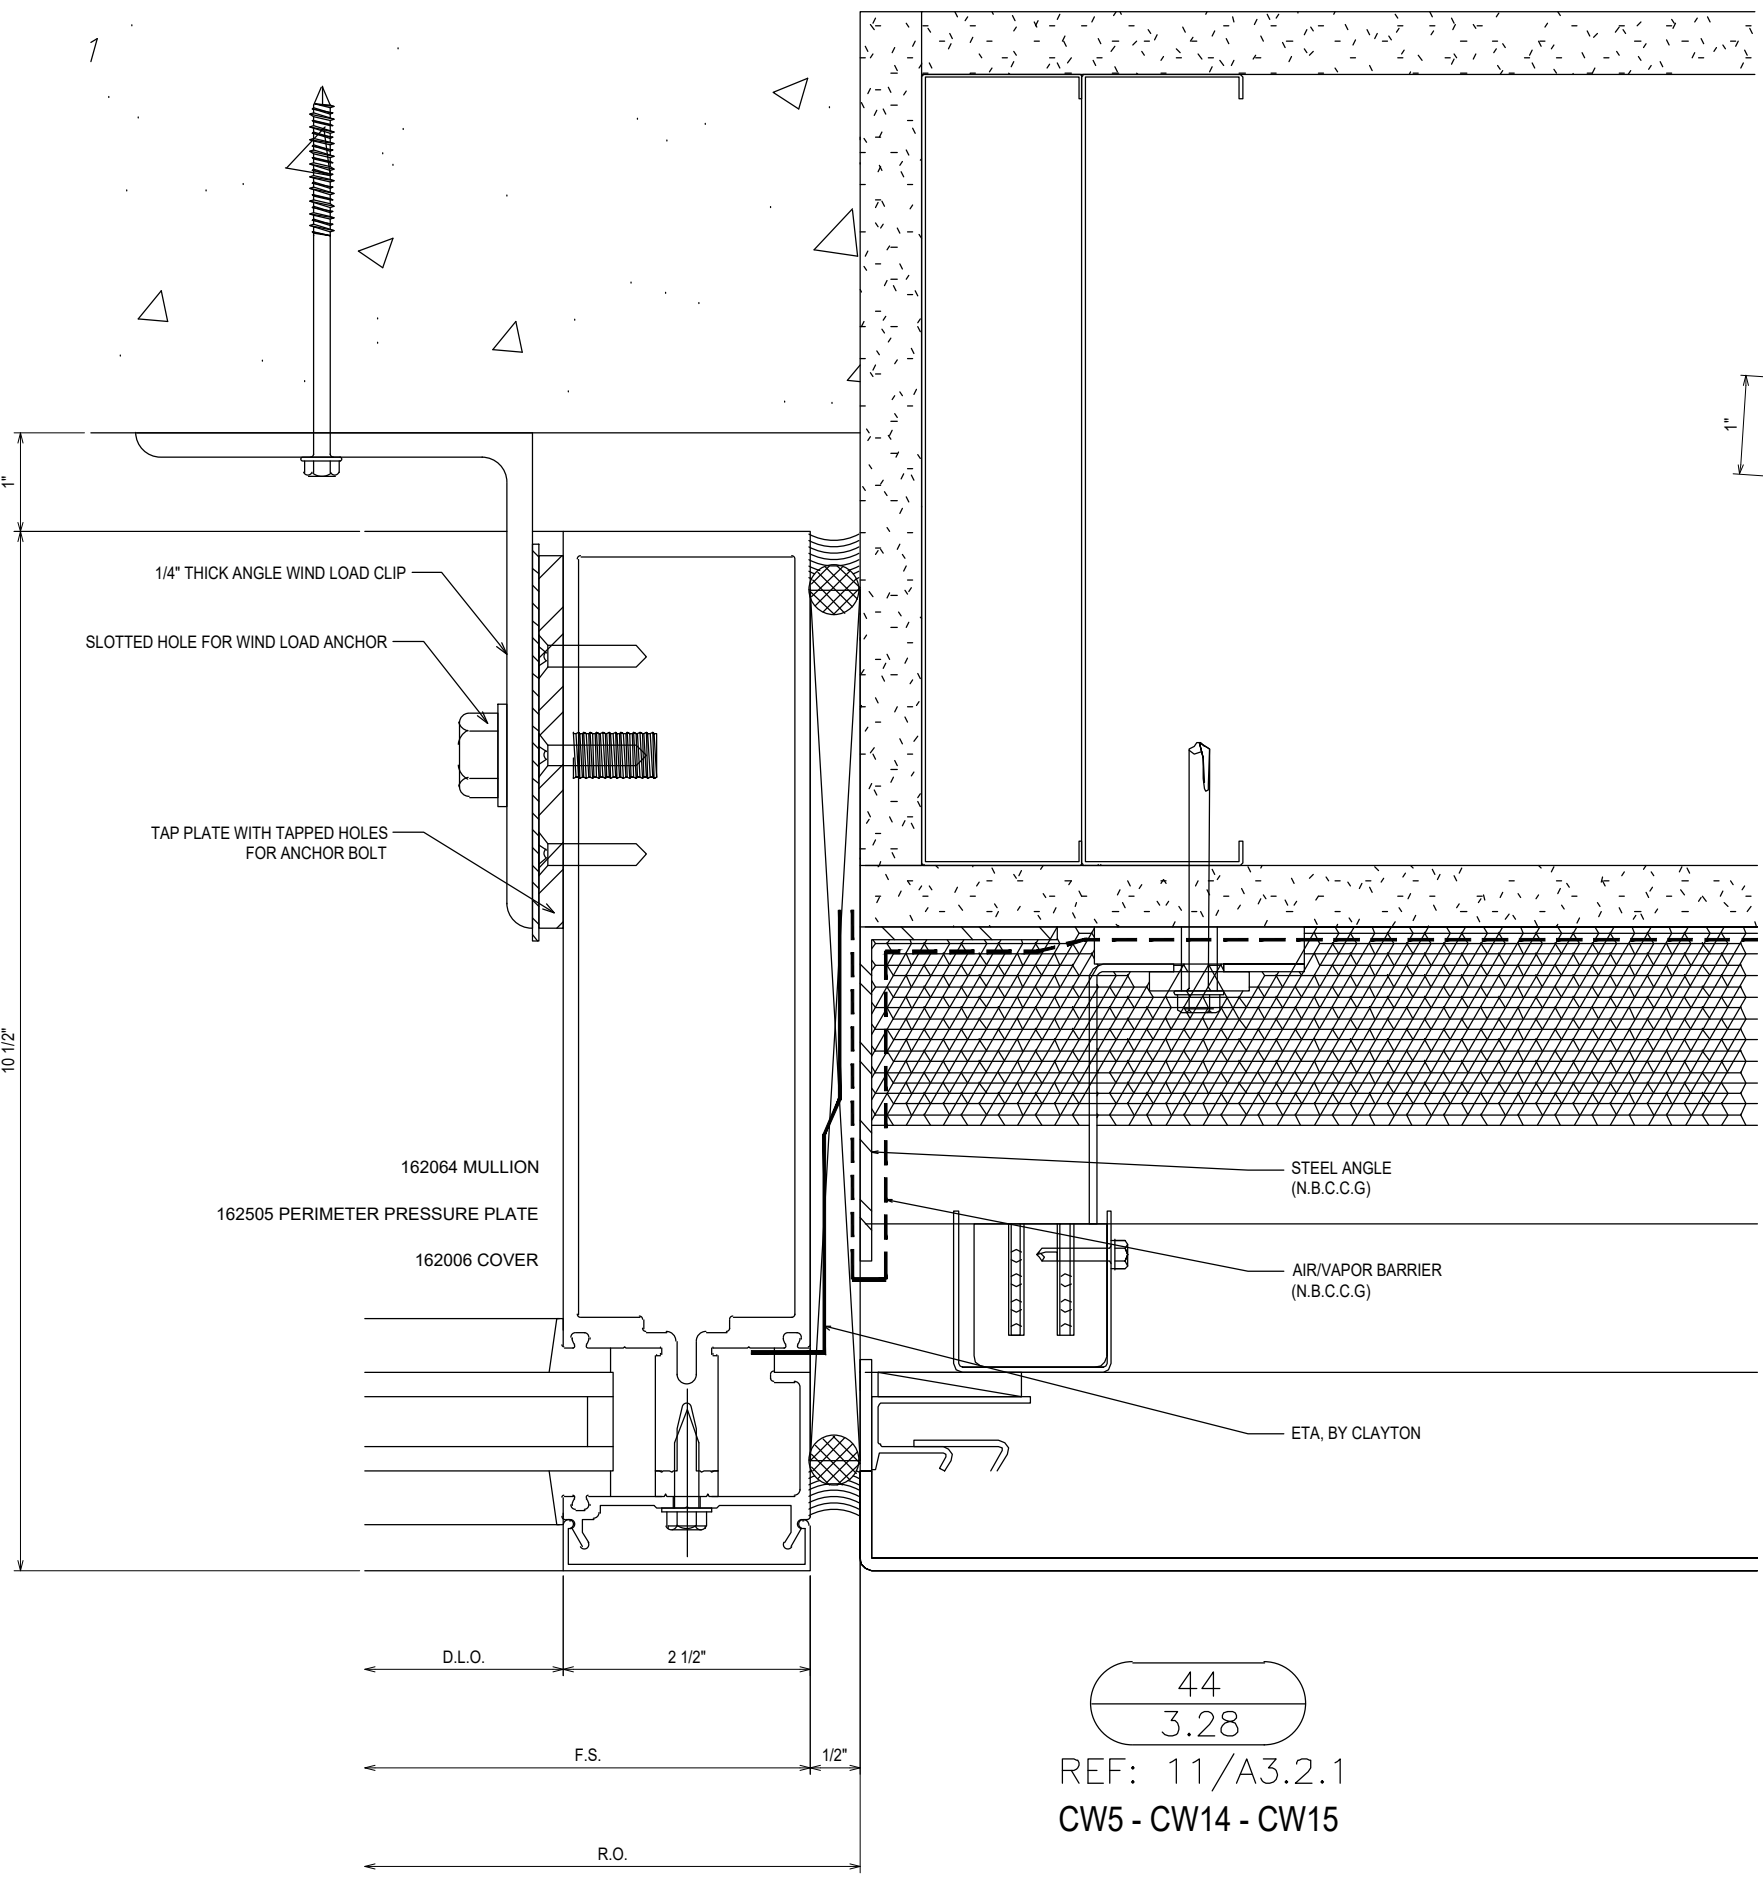 1"
1"
1/4" THICK ANGLE WIND LOAD CLIP
SLOTTED HOLE FOR WIND LOAD ANCHOR
TAP PLATE WITH TAPPED HOLES
FOR ANCHOR BOLT
10 1/2"
162064 MULLION
162505 PERIMETER PRESSURE PLATE
162006 COVER
STEEL ANGLE
(N.B.C.C.G)
AIR/VAPOR BARRIER
(N.B.C.C.G)
ETA, BY CLAYTON
D.L.O.
2 1/2"
F.S.
1/2"
R.O.
44
3.28
REF: 11/A3.2.1
CW5 - CW14 - CW15